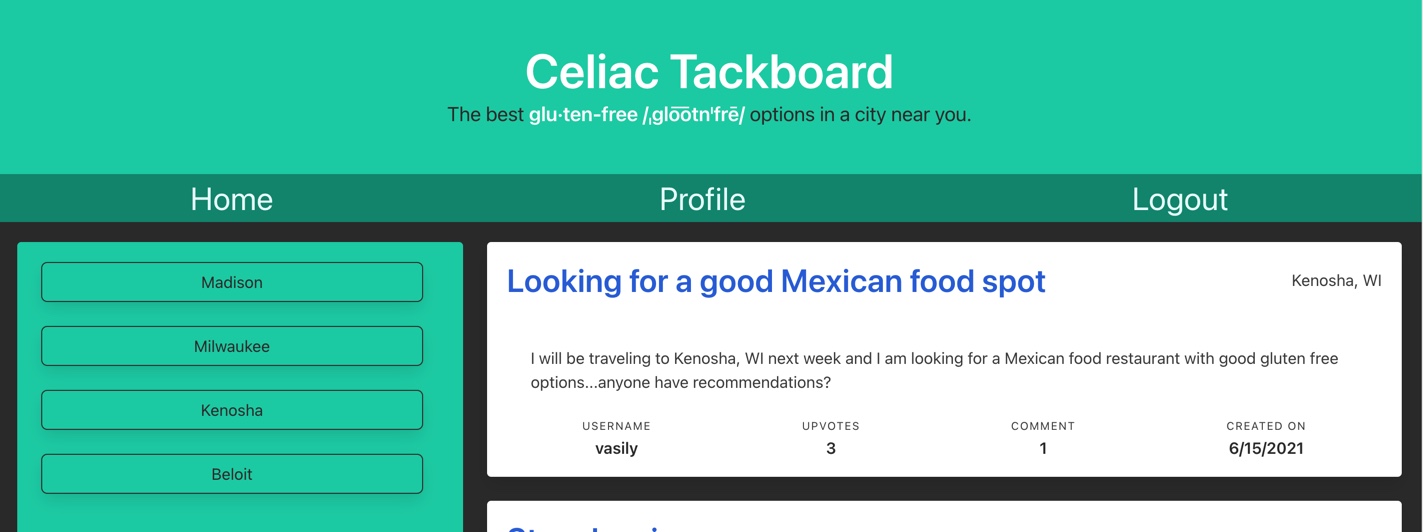 Celiac Tackboard
The best glu·ten-free /ˌglo͞otnˈfrē/ options in a city near you.
Home Profile Logout
Madison
Milwaukee
Kenosha
Beloit
Looking for a good Mexican food spot
Kenosha, WI
I will be traveling to Kenosha, WI next week and I am looking for a Mexican food restaurant with good gluten free
options...anyone have recommendations?
USERNAME UPVOTES COMMENT CREATED ON
vasily 3 1 6/15/2021